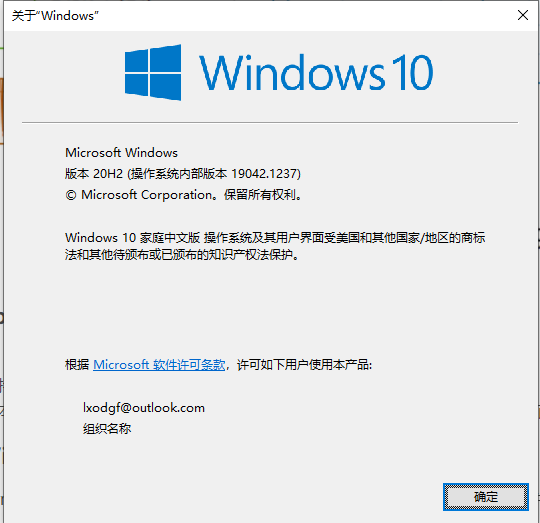 关于“Windows”
Windows 10
Microsoft Windows
版本 20H2 (操作系统内部版本 19042.1237)
© Microsoft Corporation。保留所有权利。
Windows 10 家庭中文版 操作系统及其用户界面受美国和其他国家/地区的商标
法和其他待颁布或已颁布的知识产权法保护。
根据 Microsoft 软件许可条款，许可如下用户使用本产品:
lxodgf@outlook.com
组织名称
确定